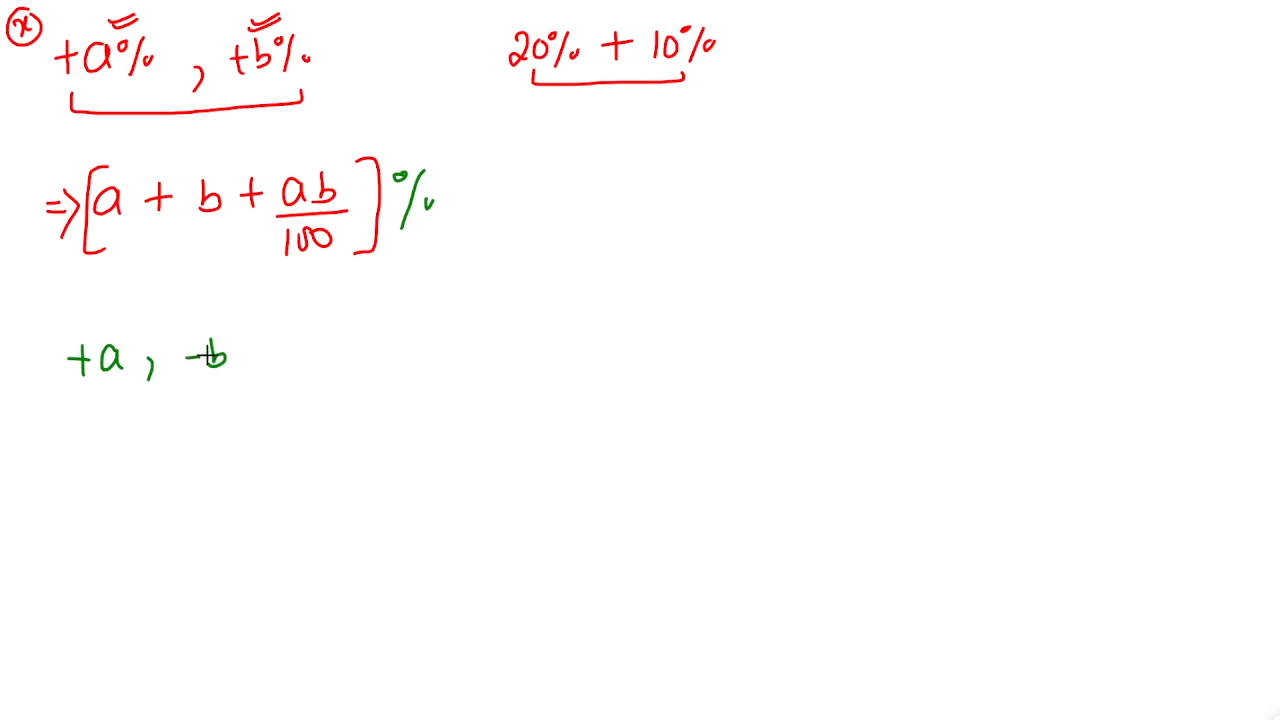 (x) +a%, +b%
20% + 10%
⇒ [a + b + ab/100]%
+a, -b